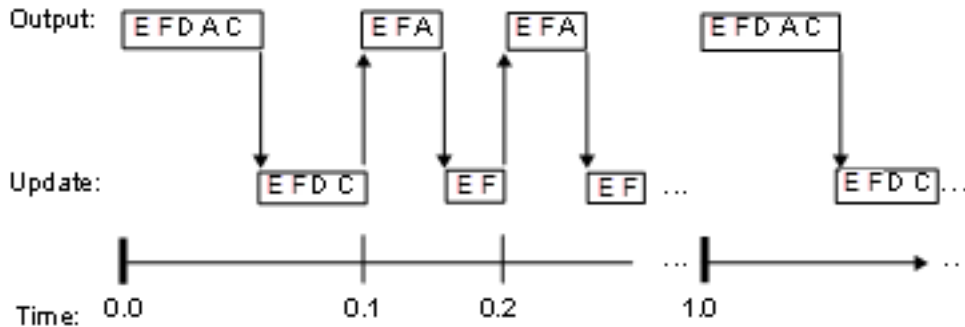 Output: E F D A C E F A E F A E F D A C
Update: E F D C E F E F ... E F D C ...
... ...
Time: 0.0 0.1 0.2 1.0